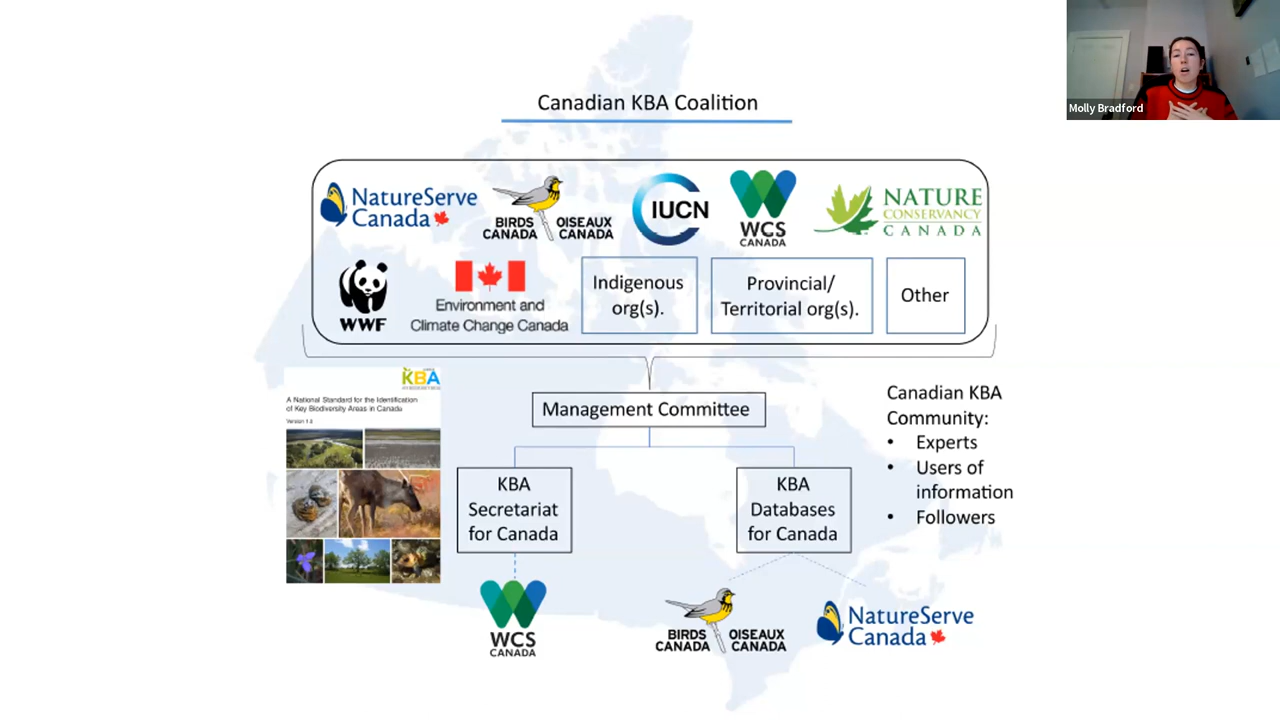 Molly Bradford
Canadian KBA Coalition
NatureServe
Canada
BIRDS OISEAUX
CANADA CANADA
IUCN
WCS
CANADA
NATURE
CONSERVANCY
CANADA
WWF
Environment and
Climate Change Canada
Indigenous
org(s).
Provincial/
Territorial org(s).
Other
KBA
A National Standard for the Identification
of Key Biodiversity Areas in Canada
Management Committee
Canadian KBA
Community:
• Experts
• Users of
information
• Followers
KBA
Secretariat
for Canada
KBA
Databases
for Canada
WCS
CANADA
BIRDS OISEAUX
CANADA CANADA
NatureServe
Canada